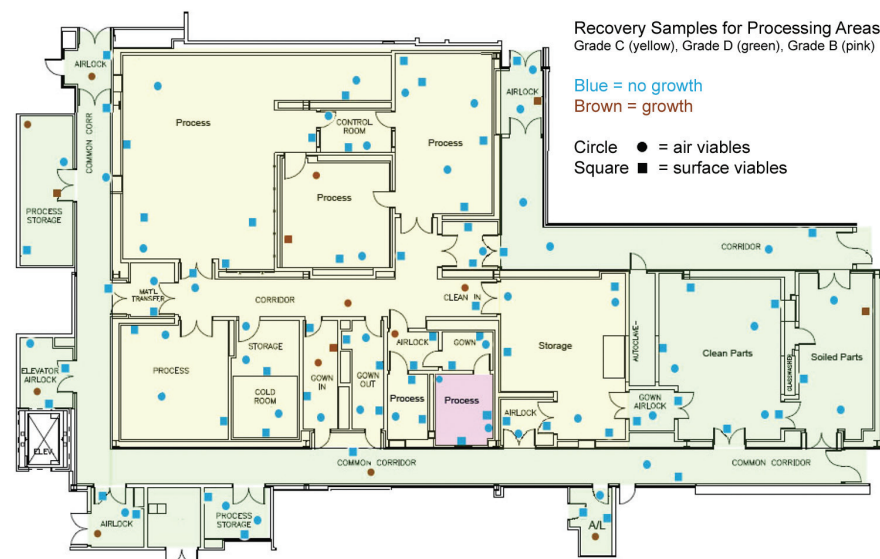 Recovery Samples for Processing Areas
Grade C (yellow), Grade D (green), Grade B (pink)
Blue = no growth
Brown = growth
Circle ● = air viables
Square ■ = surface viables
AIRLOCK
AIRLOCK
COMMON CORR
Process
CONTROL
ROOM
Process
Process
PROCESS
STORAGE
CORRIDOR
MAT'L
TRANSFER
CORRIDOR
CLEAN IN
STORAGE
AIRLOCK
GOWN
Storage
AUTOCLAVE
Clean Parts
GLASSWASHER
Soiled Parts
ELEVATOR
AIRLOCK
PROCESS
COLD
ROOM
GOWN
IN
GOWN
OUT
Process
Process
AIRLOCK
GOWN
AIRLOCK
ELEV
COMMON CORRIDOR
COMMON CORRIDOR
AIRLOCK
PROCESS
STORAGE
A/L